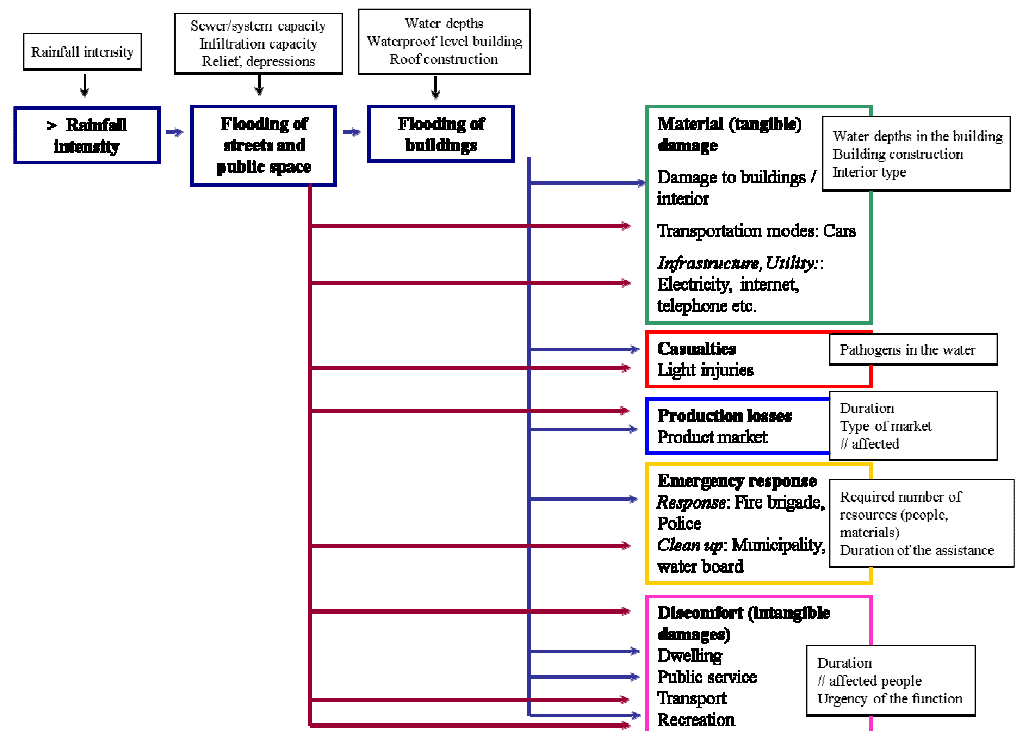 Rainfall intensity
Sewer/system capacity
Infiltration capacity
Relief, depressions
Water depths
Waterproof level building
Roof construction
> Rainfall
intensity
Flooding of
streets and
public space
Flooding of
buildings
Material (tangible)
damage
Damage to buildings /
interior
Transportation modes: Cars
Infrastructure, Utility::
Electricity, internet,
telephone etc.
Water depths in the building
Building construction
Interior type
Casualties
Light injuries
Pathogens in the water
Production losses
Product market
Duration
Type of market
// affected
Emergency response
Response: Fire brigade,
Police
Clean up: Municipality,
water board
Required number of
resources (people,
materials)
Duration of the assistance
Discomfort (intangible
damages)
Dwelling
Public service
Transport
Recreation
Duration
// affected people
Urgency of the function